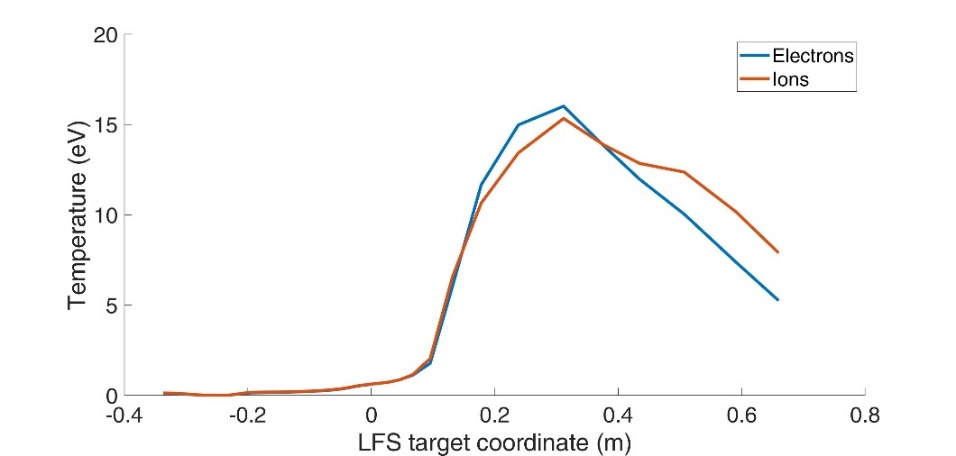 20
15
10
5
0
Temperature (eV)
-0.4 -0.2 0 0.2 0.4 0.6 0.8
LFS target coordinate (m)
Electrons
Ions